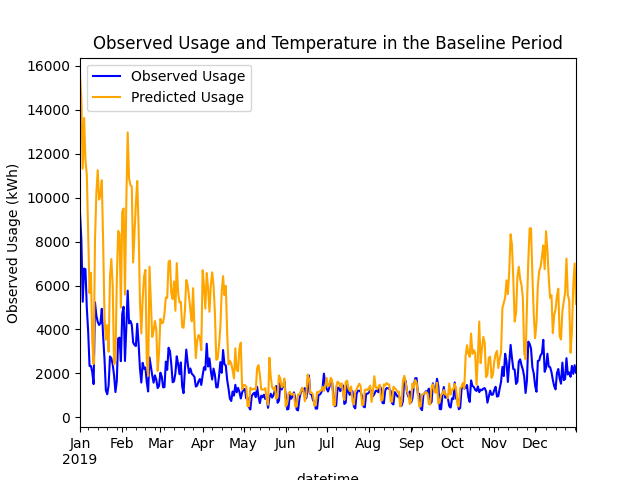 Observed Usage and Temperature in the Baseline Period
Observed Usage
Predicted Usage
Observed Usage (kWh)
16000
14000
12000
10000
8000
6000
4000
2000
0
Jan Feb Mar Apr May Jun Jul Aug Sep Oct Nov Dec
2019
datetime